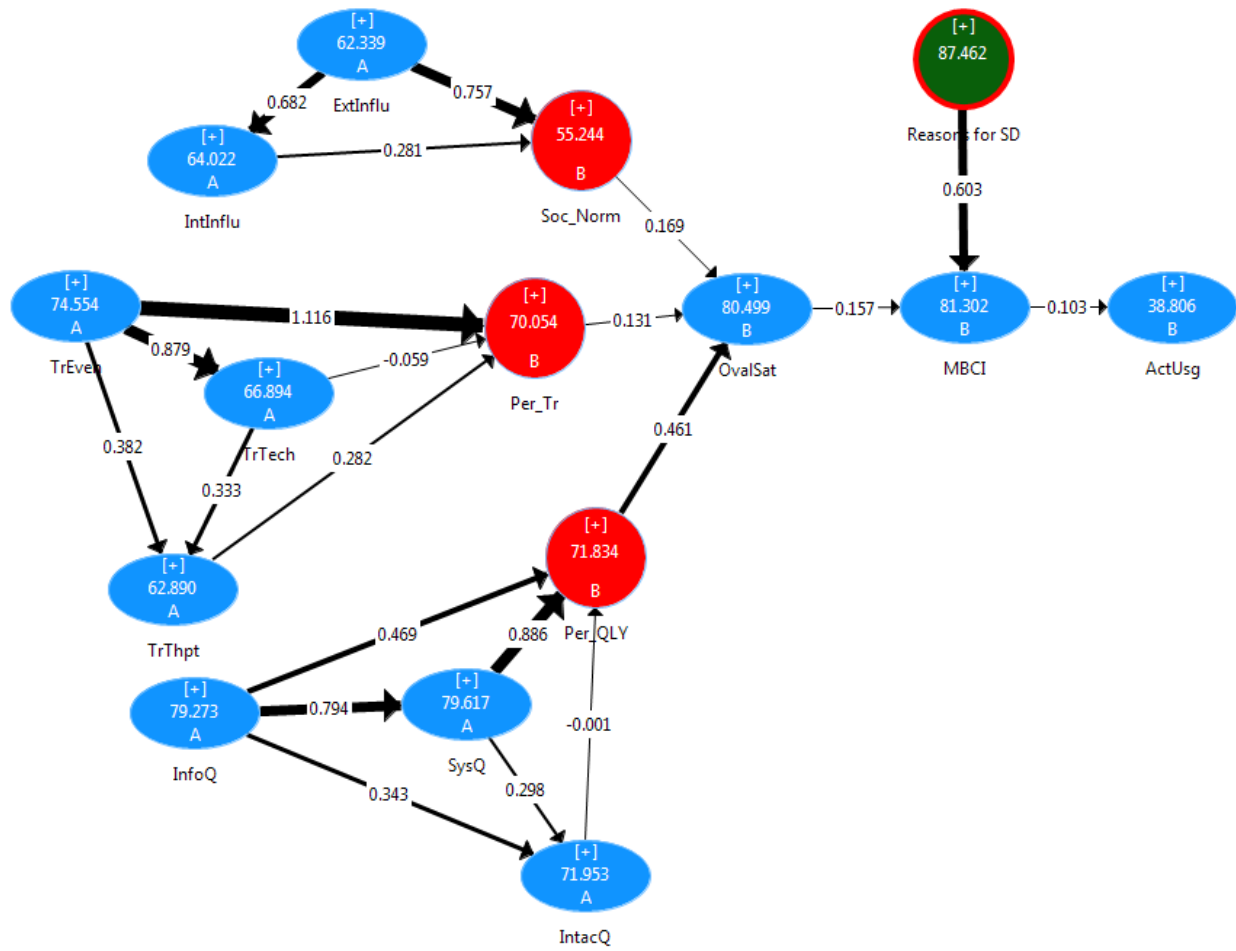 [+]
62.339
A
ExtInflu
[+]
87.462
Reasons for SD
0.682
0.757
[+]
64.022
A
IntInflu
0.281
[+]
55.244
B
Soc_Norm
0.169
0.603
[+]
74.554
A
TrEven
1.116
0.879
-0.059
[+]
66.894
A
TrTech
[+]
70.054
B
Per_Tr
0.131
[+]
80.499
B
OvalSat
0.157
[+]
81.302
B
MBCI
0.103
[+]
38.806
B
ActUsg
0.382
0.333
0.282
0.461
[+]
62.890
A
TrThpt
[+]
71.834
B
Per_QLY
0.469
0.886
[+]
79.273
A
InfoQ
0.794
[+]
79.617
A
SysQ
-0.001
0.343
0.298
[+]
71.953
A
IntacQ